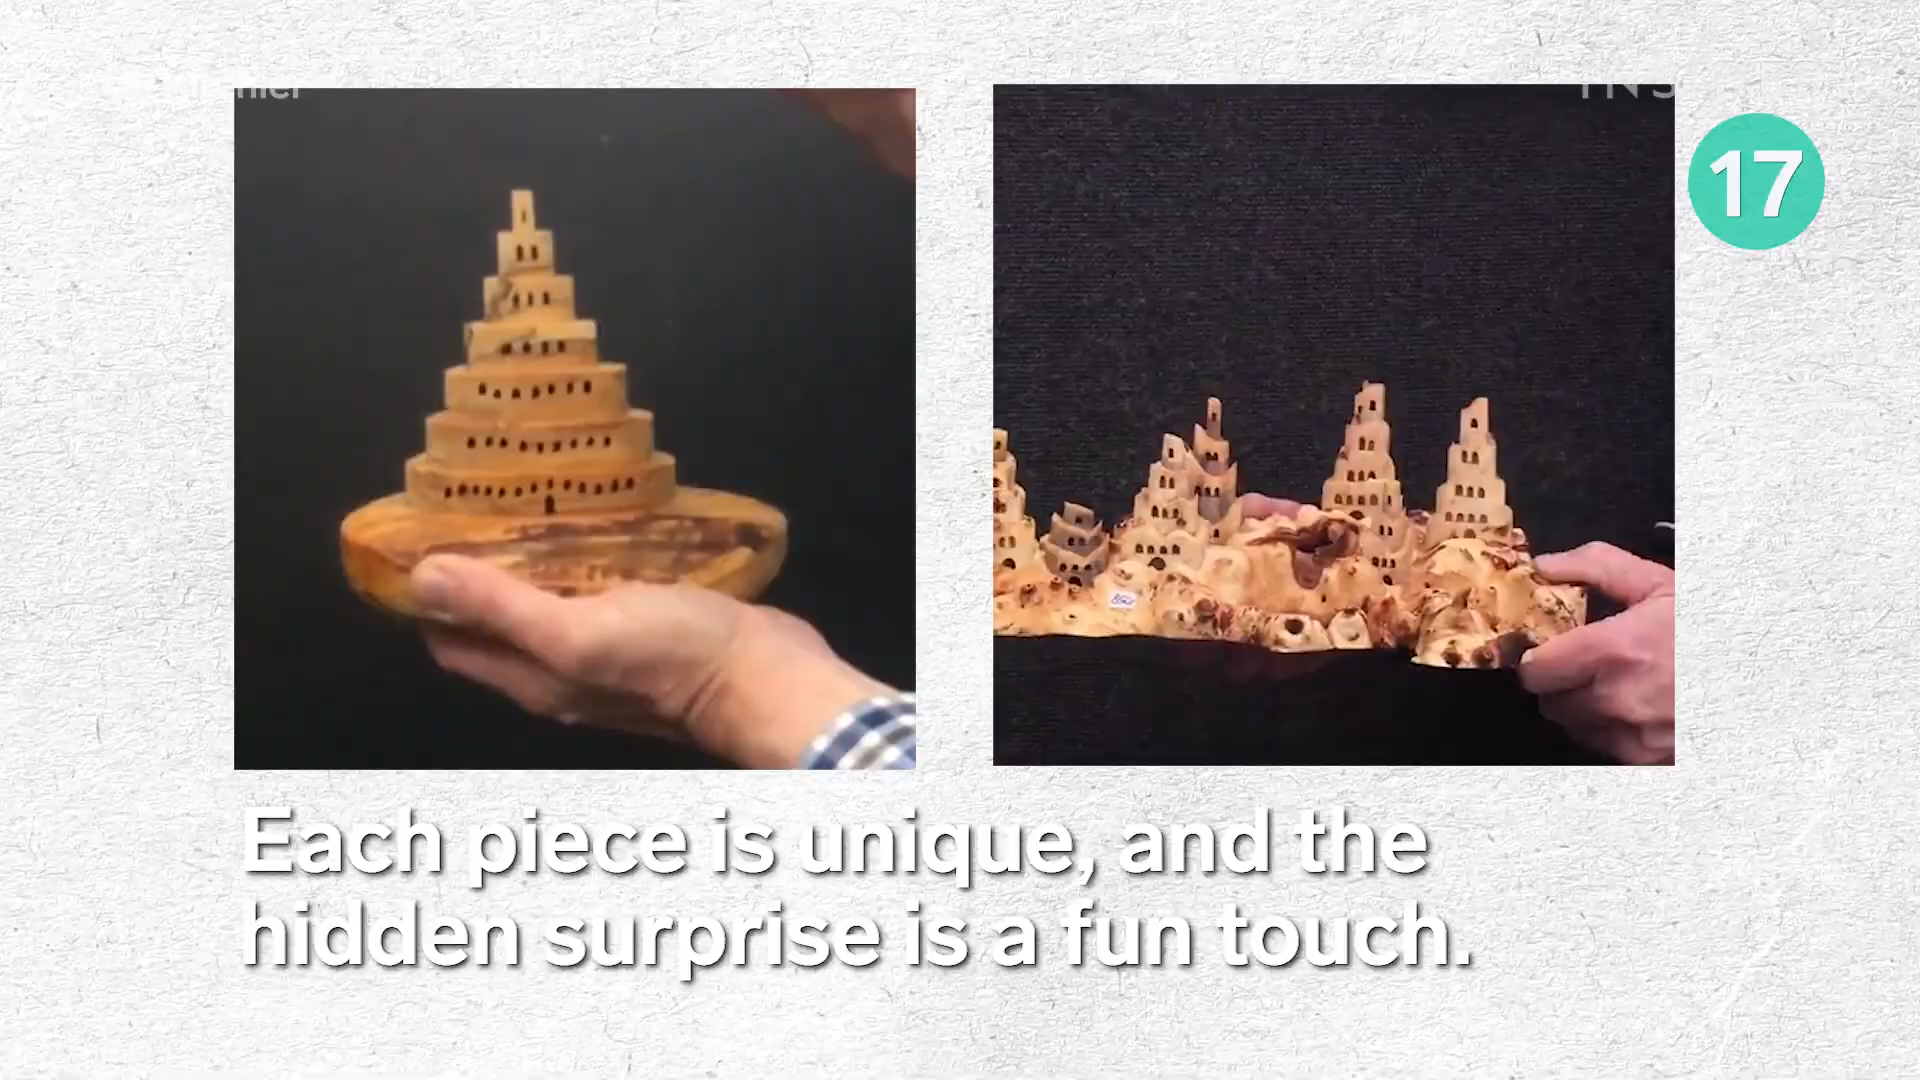 17
Each piece is unique, and the
hidden surprise is a fun touch.